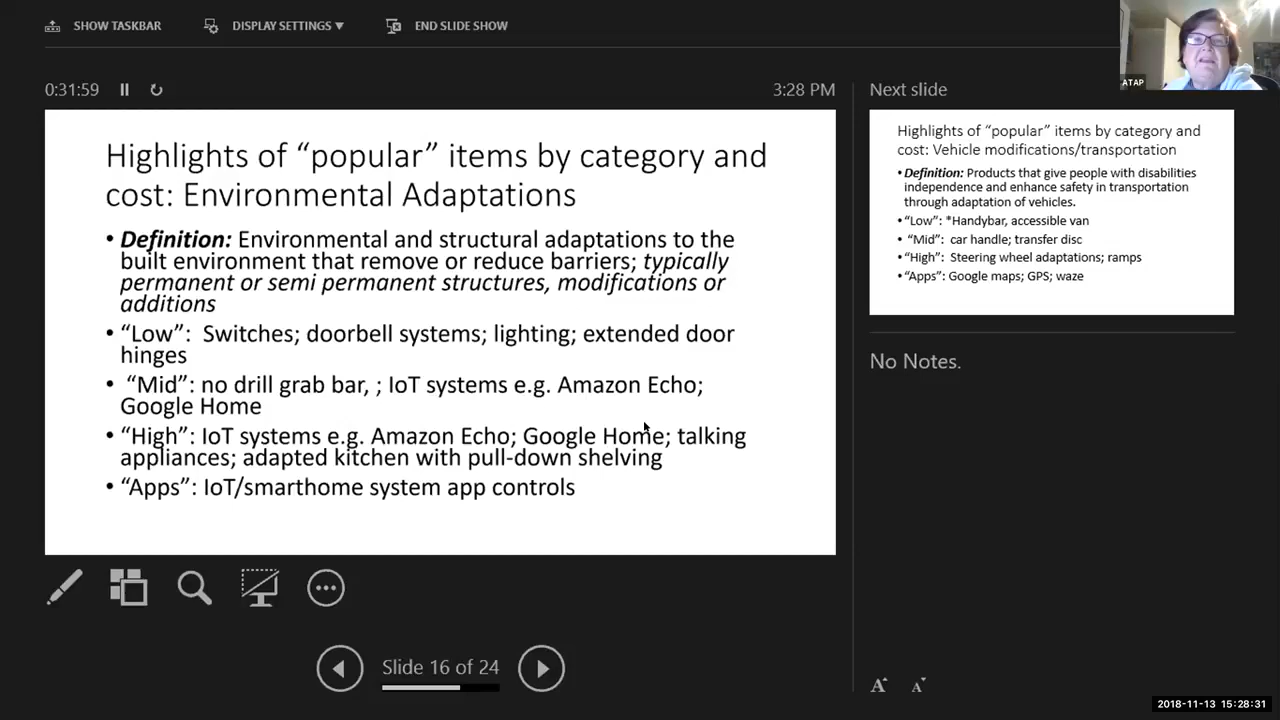 SHOW TASKBAR
DISPLAY SETTINGS ▼
END SLIDE SHOW
ATAP
0:31:59
3:28 PM
Highlights of “popular” items by category and
cost: Environmental Adaptations
• Definition: Environmental and structural adaptations to the
built environment that remove or reduce barriers; typically
permanent or semi permanent structures, modifications or
additions
• “Low”:  Switches; doorbell systems; lighting; extended door
hinges
•  “Mid”: no drill grab bar, ; IoT systems e.g. Amazon Echo;
Google Home
• “High”: IoT systems e.g. Amazon Echo; Google Home; talking
appliances; adapted kitchen with pull-down shelving
• “Apps”: IoT/smarthome system app controls
Slide 16 of 24
Next slide
Highlights of “popular” items by category and
cost: Vehicle modifications/transportation
• Definition: Products that give people with disabilities
independence and enhance safety in transportation
through adaptation of vehicles.
• “Low”: *Handybar, accessible van
• “Mid”:  car handle; transfer disc
• “High”:  Steering wheel adaptations; ramps
• “Apps”: Google maps; GPS; waze
No Notes.
A A
2018-11-13 15:28:31